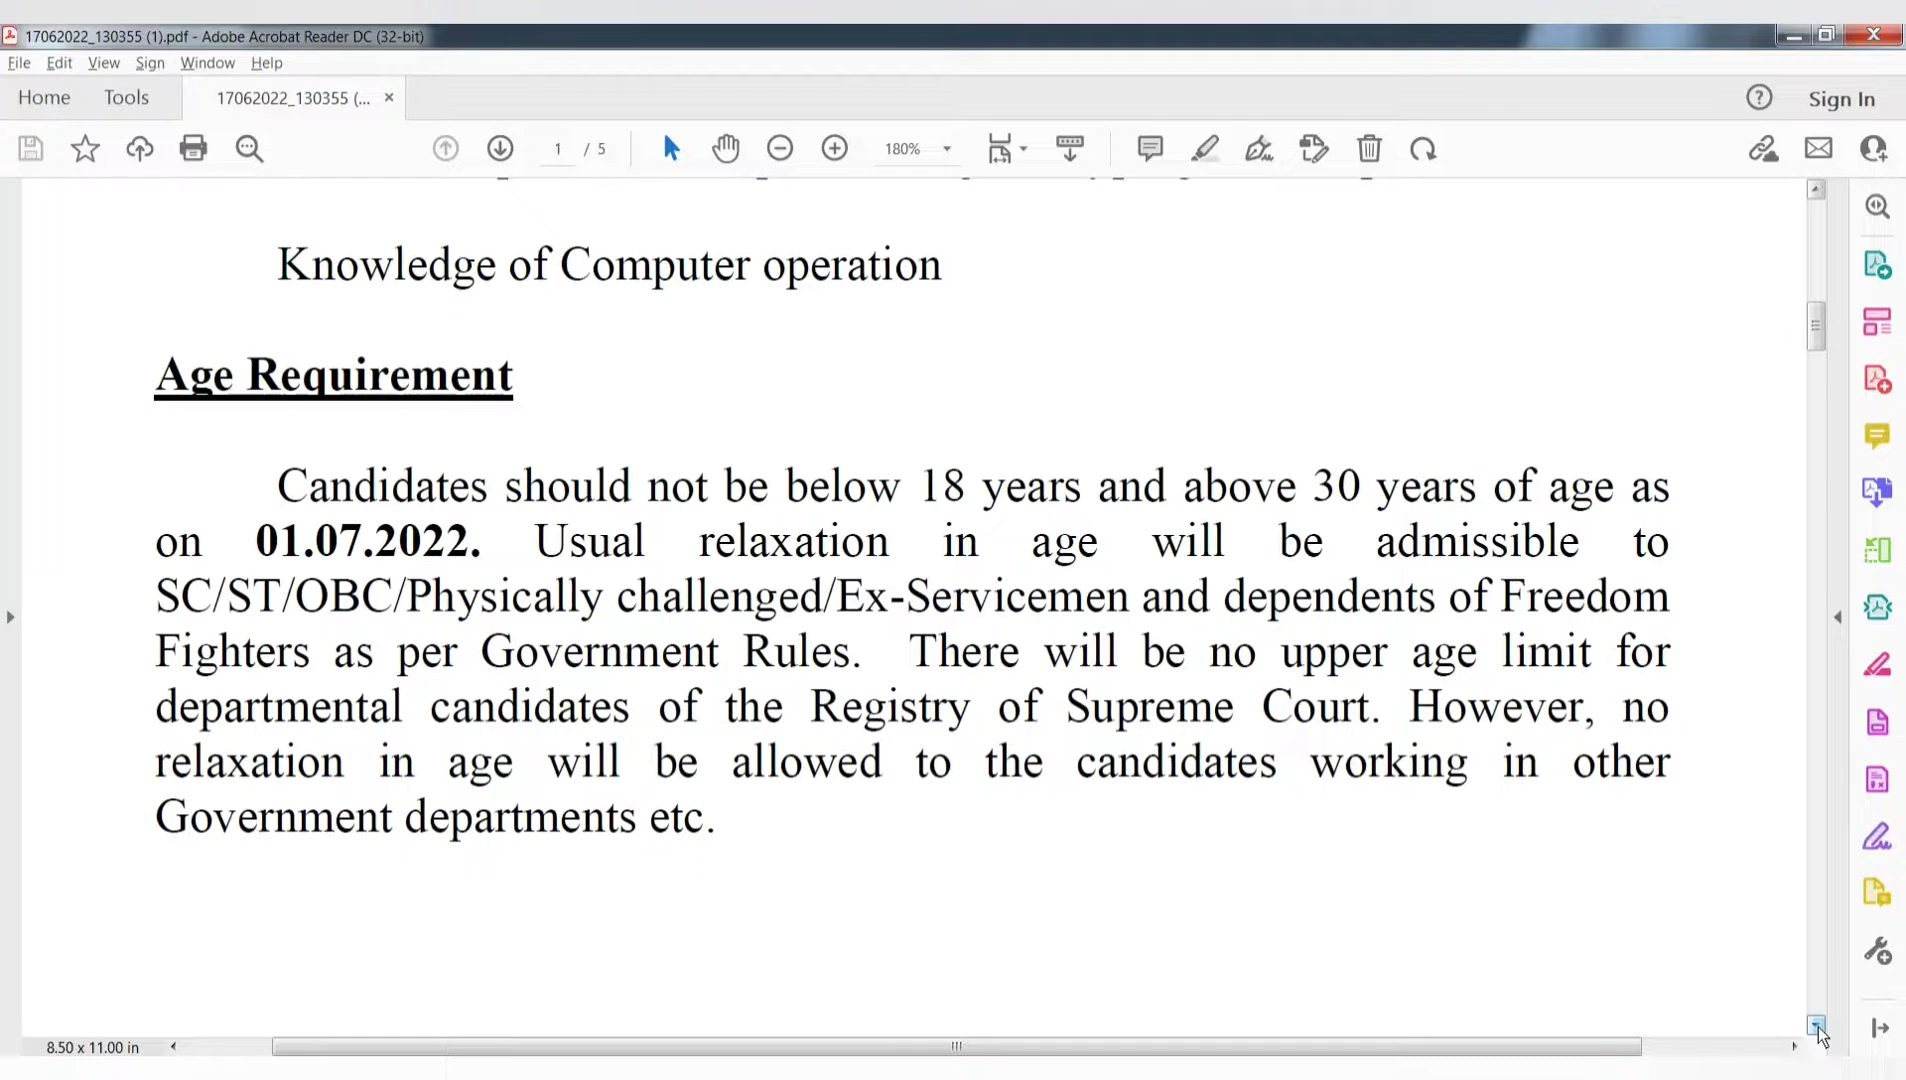 17062022_130355 (1).pdf - Adobe Acrobat Reader DC (32-bit)
File Edit View Sign Window Help
Home Tools 17062022_130355 (... × Sign In
1 / 5 180%
Knowledge of Computer operation
Age Requirement
Candidates should not be below 18 years and above 30 years of age as
on 01.07.2022. Usual relaxation in age will be admissible to
SC/ST/OBC/Physically challenged/Ex-Servicemen and dependents of Freedom
Fighters as per Government Rules. There will be no upper age limit for
departmental candidates of the Registry of Supreme Court. However, no
relaxation in age will be allowed to the candidates working in other
Government departments etc.
8.50 x 11.00 in